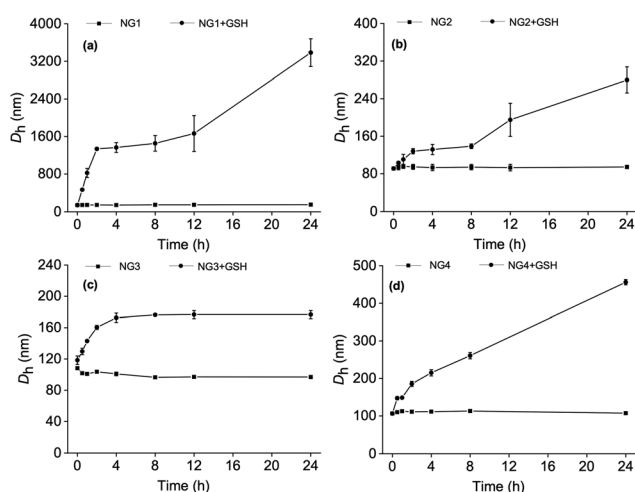 NG1 NG1+GSH
(a)
4000
3200
2400
1600
800
0
Dh (nm)
0 4 8 12 16 20 24
Time (h)
NG2 NG2+GSH
(b)
400
320
240
160
80
0
Dh (nm)
0 4 8 12 16 20 24
Time (h)
NG3 NG3+GSH
(c)
240
200
160
120
80
40
Dh (nm)
0 4 8 12 16 20 24
Time (h)
NG4 NG4+GSH
(d)
500
400
300
200
100
0
Dh (nm)
0 4 8 12 16 20 24
Time (h)